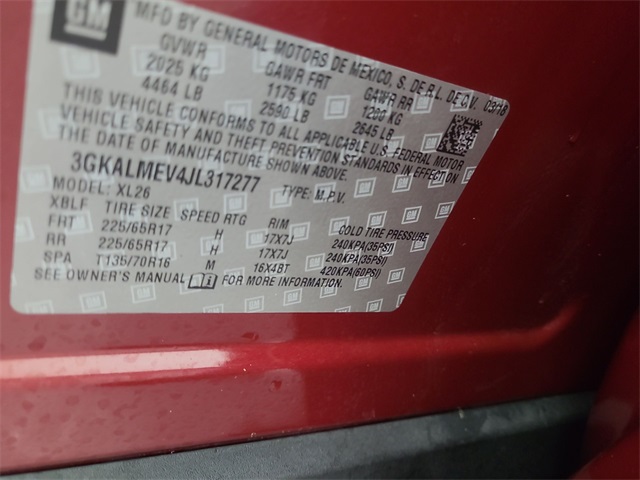 GM
MFD BY GENERAL MOTORS DE MEXICO, S. DE R.L. DE C.V. 03/18
GVWR GAWR FRT GAWR RR
2025 KG 1175 KG 1200 KG
4464 LB 2590 LB 2645 LB
THIS VEHICLE CONFORMS TO ALL APPLICABLE U.S. FEDERAL MOTOR
VEHICLE SAFETY AND THEFT PREVENTION STANDARDS IN EFFECT ON
THE DATE OF MANUFACTURE SHOWN ABOVE.
3GKALMEV4JL317277 TYPE: M.P.V.
MODEL: XL26
XBLF TIRE SIZE SPEED RTG RIM COLD TIRE PRESSURE
FRT 225/65R17 H 17X7J 240KPA(35PSI)
RR 225/65R17 H 17X7J 240KPA(35PSI)
SPA T135/70R16 M 16X4BT 420KPA(60PSI)
SEE OWNER'S MANUAL FOR MORE INFORMATION.